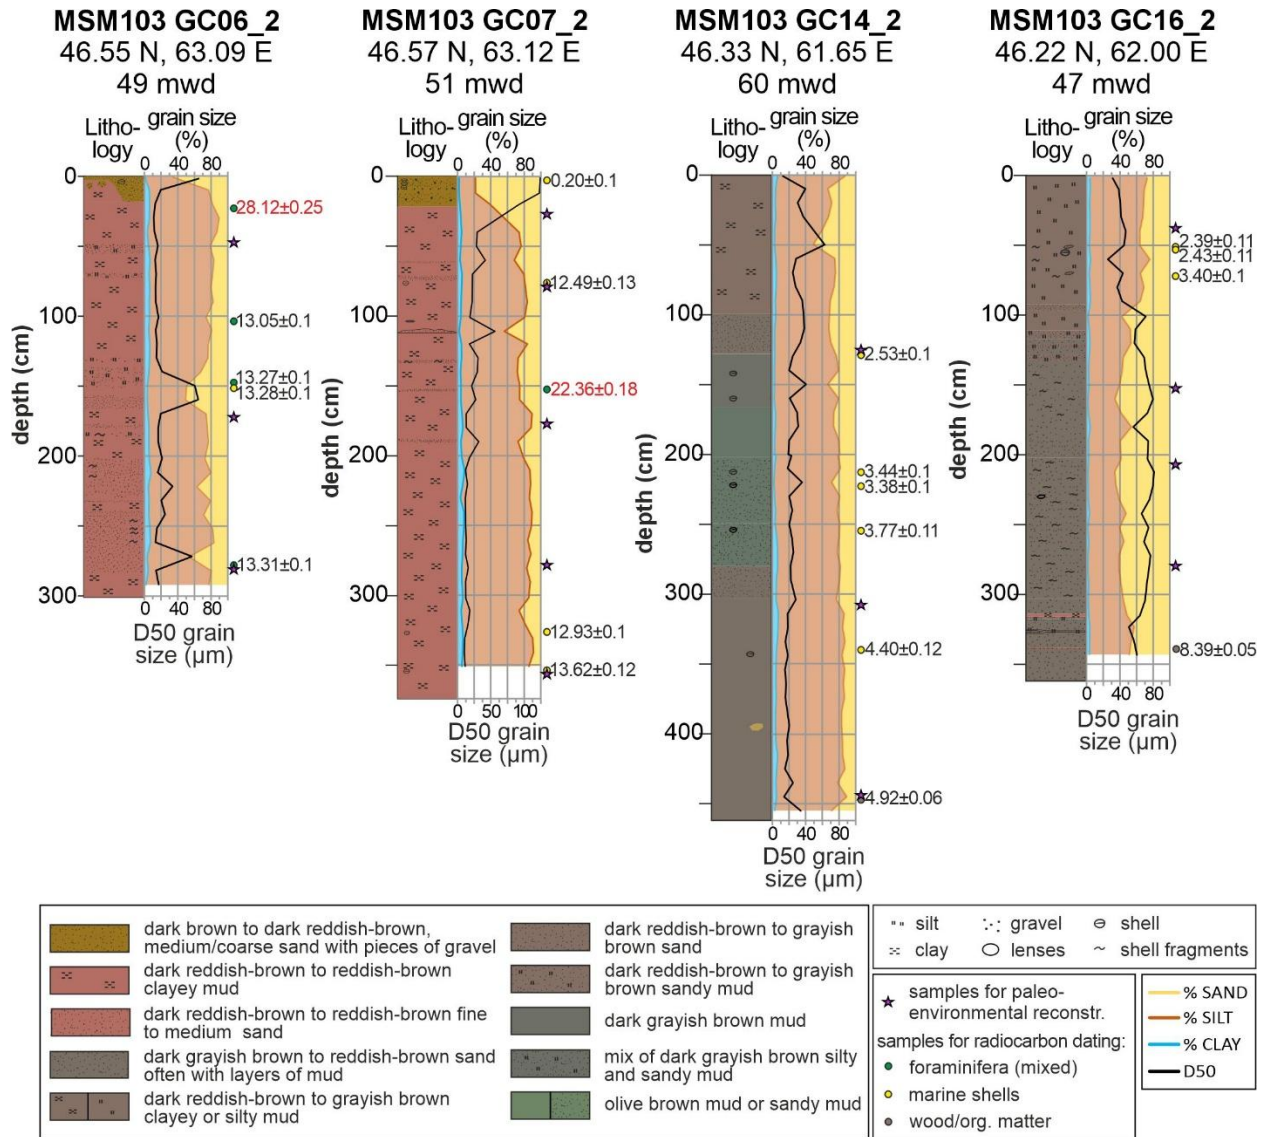 MSM103 GC06_2
46.55 N, 63.09 E
49 mwd
Litho-
logy
grain size
(%)
0 40 80
depth (cm)
0
100
200
300
28.12±0.25
13.05±0.1
13.27±0.1
13.28±0.1
13.31±0.1
0 40 80
D50 grain
size (µm)
MSM103 GC07_2
46.57 N, 63.12 E
51 mwd
Litho-
logy
grain size
(%)
0 40 80
depth (cm)
0
100
200
300
0.20±0.1
12.49±0.13
22.36±0.18
12.93±0.1
13.62±0.12
0 50 100
D50 grain
size (µm)
MSM103 GC14_2
46.33 N, 61.65 E
60 mwd
Litho-
logy
grain size
(%)
0 40 80
depth (cm)
0
100
200
300
400
2.53±0.1
3.44±0.1
3.38±0.1
3.77±0.11
4.40±0.12
4.92±0.06
0 40 80
D50 grain
size (µm)
MSM103 GC16_2
46.22 N, 62.00 E
47 mwd
Litho-
logy
grain size
(%)
0 40 80
depth (cm)
0
100
200
300
2.39±0.11
2.43±0.11
3.40±0.1
8.39±0.05
0 40 80
D50 grain
size (µm)
dark brown to dark reddish-brown,
medium/coarse sand with pieces of gravel
dark reddish-brown to reddish-brown
clayey mud
dark reddish-brown to reddish-brown fine
to medium sand
dark grayish brown to reddish-brown sand
often with layers of mud
dark reddish-brown to grayish brown
clayey or silty mud
dark reddish-brown to grayish
brown sand
dark reddish-brown to grayish
brown sandy mud
dark grayish brown mud
mix of dark grayish brown silty
and sandy mud
olive brown mud or sandy mud
silt
gravel
shell
clay
lenses
shell fragments
samples for paleo-
environmental reconstr.
samples for radiocarbon dating:
foraminifera (mixed)
marine shells
wood/org. matter
% SAND
% SILT
% CLAY
D50